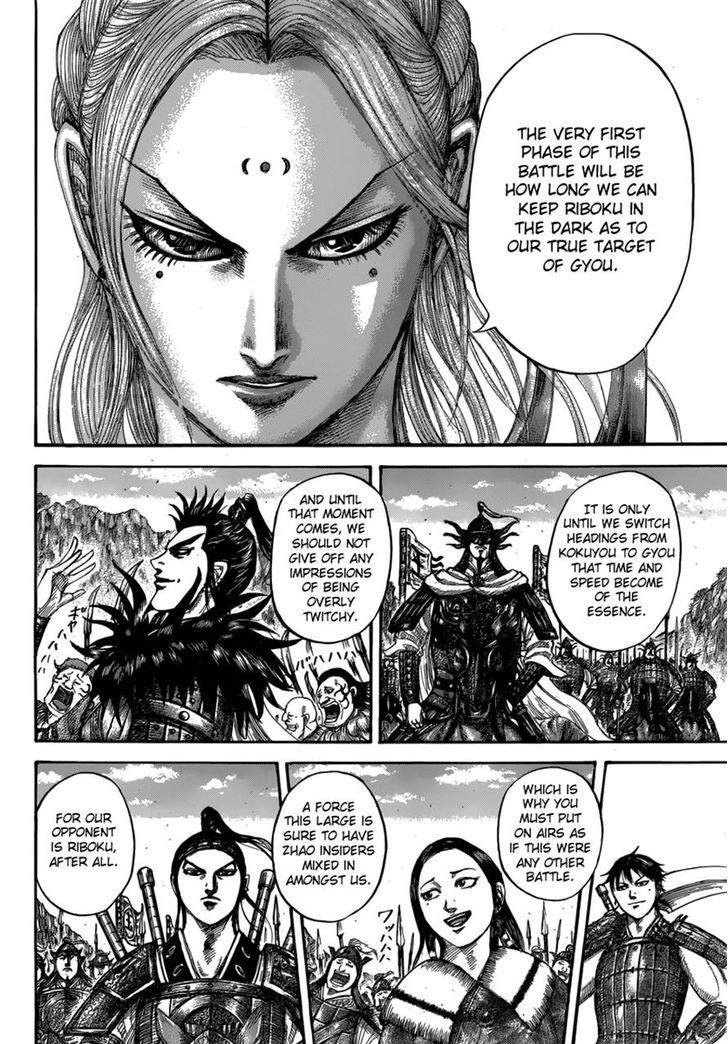 THE VERY FIRST
PHASE OF THIS
BATTLE WILL BE
HOW LONG WE CAN
KEEP RIBOKU IN
THE DARK AS TO
OUR TRUE TARGET
OF GYOU.
IT IS ONLY
UNTIL WE SWITCH
HEADINGS FROM
KOKUYOU TO GYOU
THAT TIME AND
SPEED BECOME OF
THE ESSENCE.
AND UNTIL
THAT MOMENT
COMES, WE
SHOULD NOT
GIVE OFF ANY
IMPRESSIONS
OF BEING
OVERLY
TWITCHY.
WHICH IS
WHY YOU
MUST PUT
ON AIRS AS
IF THIS WERE
ANY OTHER
BATTLE.
A FORCE
THIS LARGE IS
SURE TO HAVE
ZHAO INSIDERS
MIXED IN
AMONGST US.
FOR OUR
OPPONENT
IS RIBOKU,
AFTER ALL.